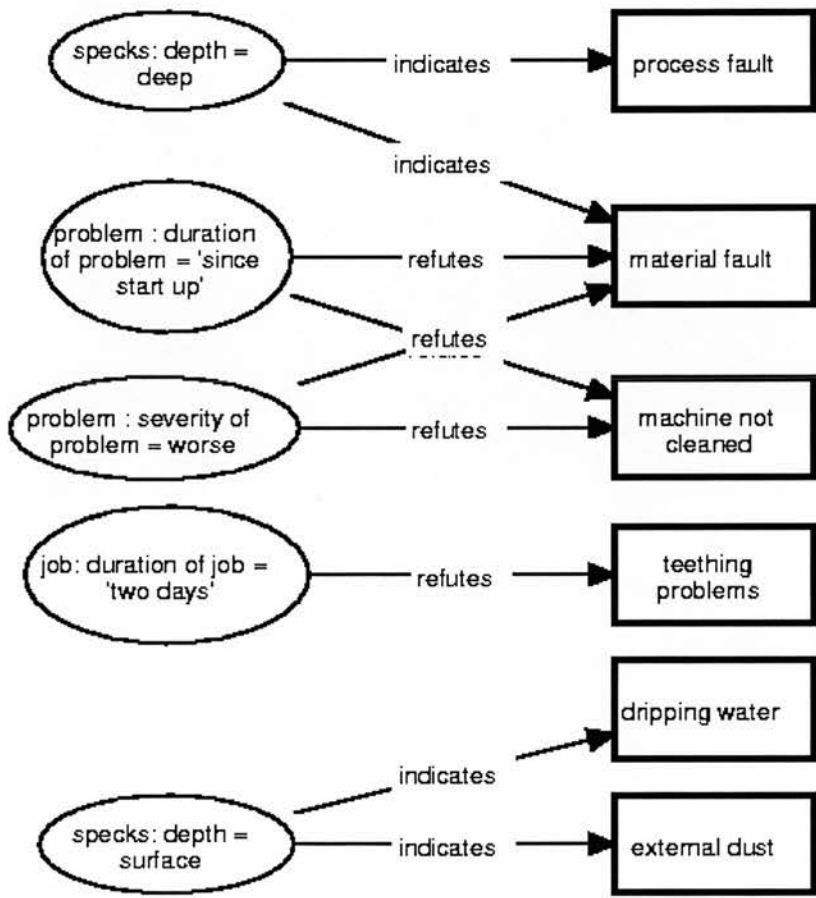 specks: depth =
deep
indicates
process fault
indicates
problem : duration
of problem = 'since
start up'
refutes
material fault
refutes
problem : severity of
problem = worse
refutes
machine not
cleaned
job: duration of job =
'two days'
refutes
teething
problems
dripping water
indicates
specks: depth =
surface
indicates
external dust